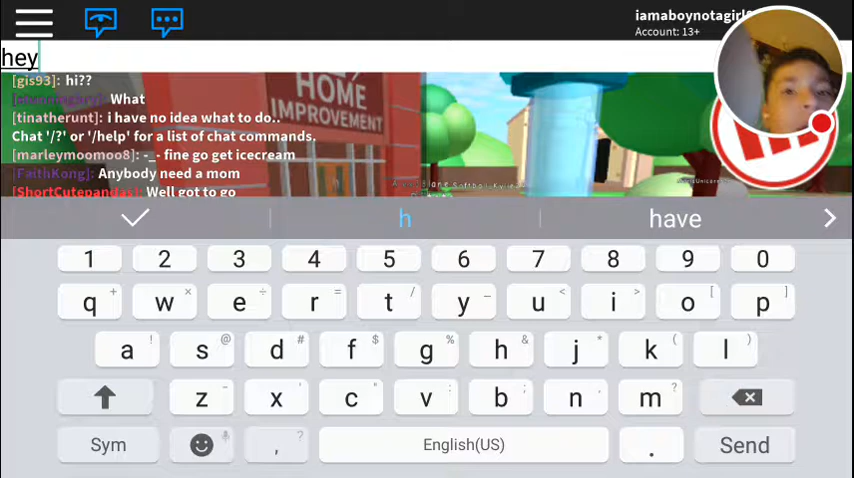 iamaboynotagirl
Account: 13+
hey
[gis93]: hi??
What
[tinatherunt]: i have no idea what to do..
Chat '/?' or '/help' for a list of chat commands.
[marleymoomoo8]: -_- fine go get icecream
[FaithKong]: Anybody need a mom
[ShortCutepandas]: Well got to go
HOME
IMPROVEMENT
h
have
1 2 3 4 5 6 7 8 9 0
q + w × e ÷ r = t / y _ u < i > o [ p ]
a ! s @ d # f $ g % h & j * k ( l )
z - x ' c " v : b ; n , m ?
Sym , ? English(US) . Send